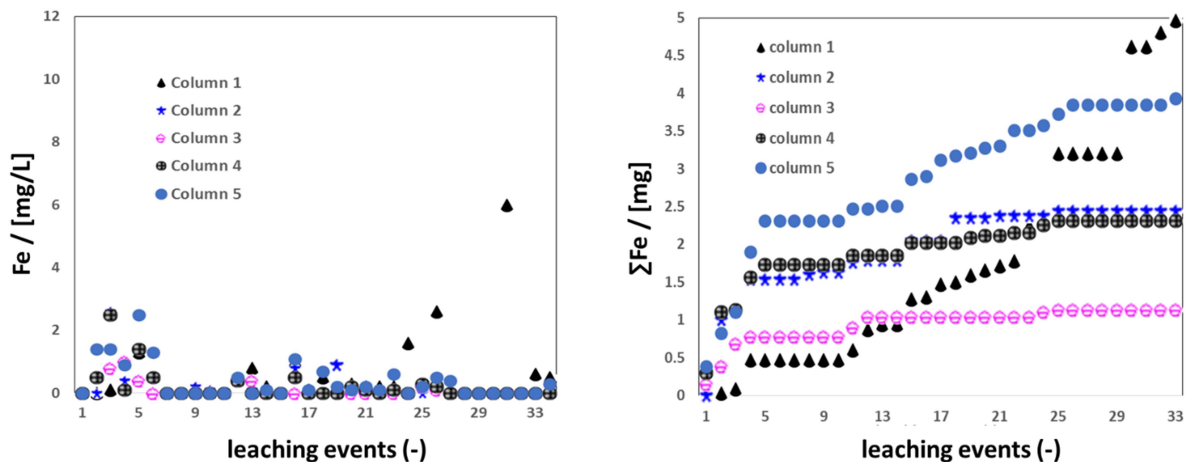 12
10
8
6
4
2
0
Fe / [mg/L]
Column 1
Column 2
Column 3
Column 4
Column 5
1 5 9 13 17 21 25 29 33
leaching events (-)
5
4.5
4
3.5
3
2.5
2
1.5
1
0.5
0
∑Fe / [mg]
column 1
column 2
column 3
column 4
column 5
1 5 9 13 17 21 25 29 33
leaching events (-)